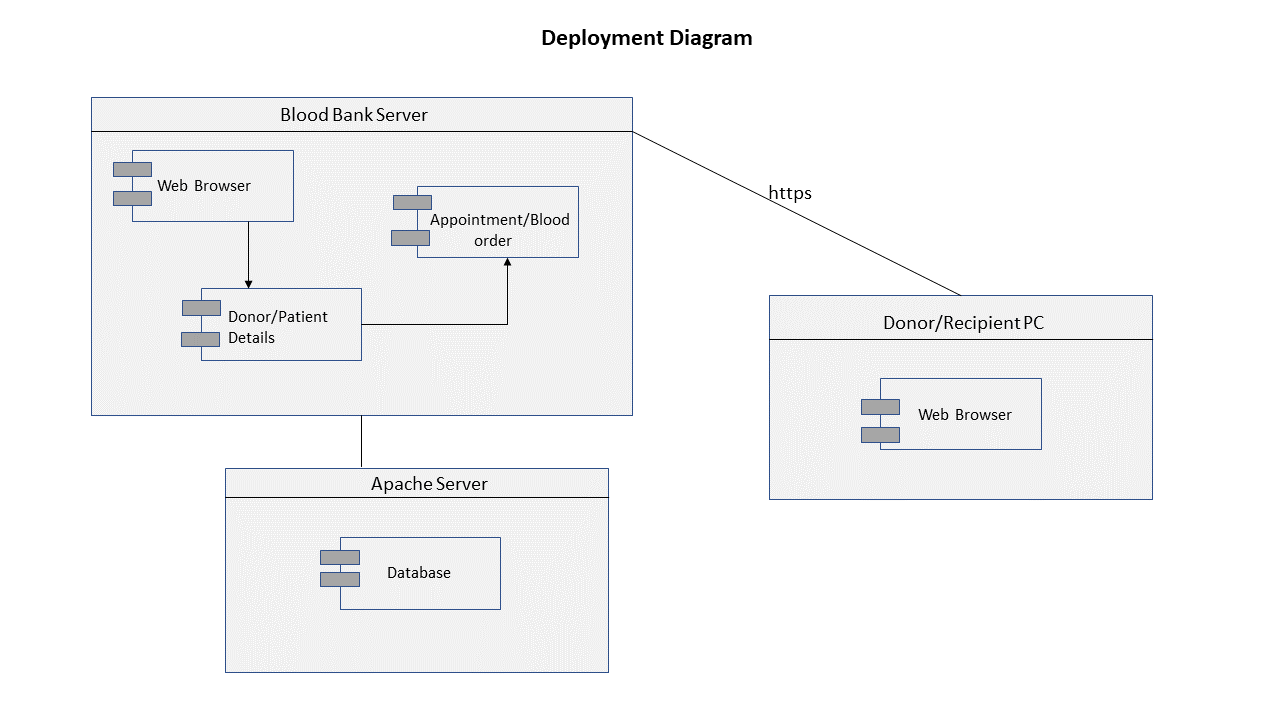 Deployment Diagram
Blood Bank Server
Web Browser
Appointment/Blood
order
https
Donor/Patient
Details
Donor/Recipient PC
Web Browser
Apache Server
Database